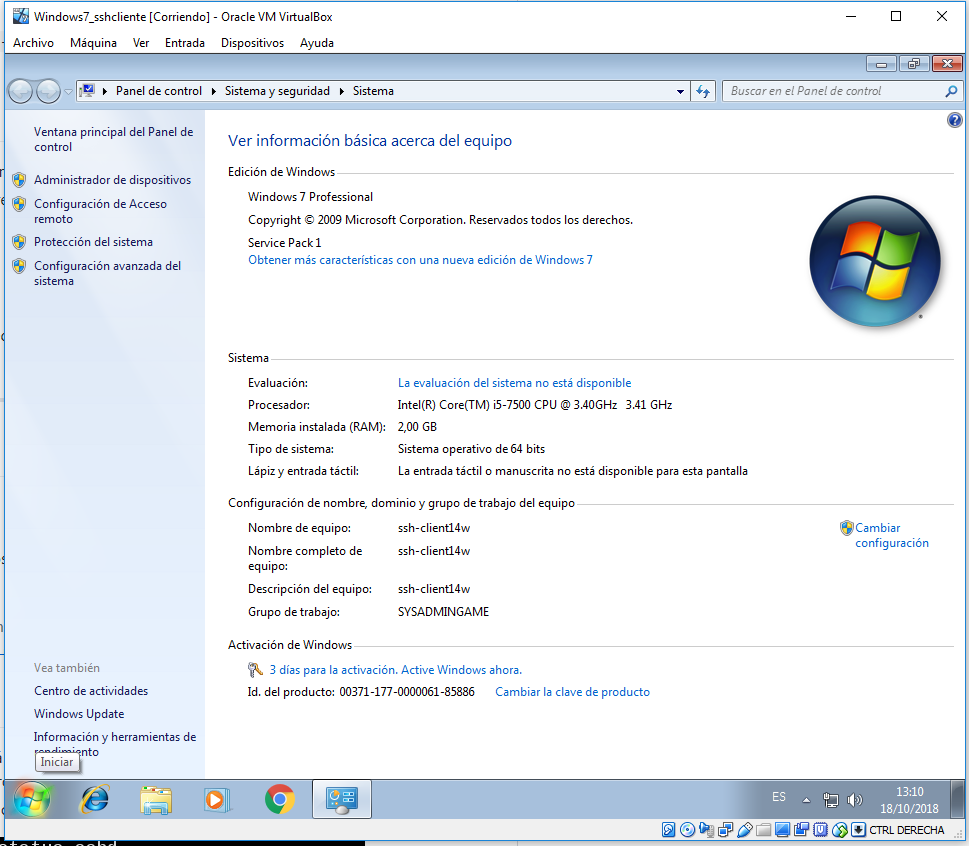 Windows7_sshcliente [Corriendo] - Oracle VM VirtualBox
Archivo Máquina Ver Entrada Dispositivos Ayuda
Panel de control Sistema y seguridad Sistema
Buscar en el Panel de control
Ventana principal del Panel de
control
Administrador de dispositivos
Configuración de Acceso
remoto
Protección del sistema
Configuración avanzada del
sistema
Ver información básica acerca del equipo
Edición de Windows
Windows 7 Professional
Copyright © 2009 Microsoft Corporation. Reservados todos los derechos.
Service Pack 1
Obtener más características con una nueva edición de Windows 7
Sistema
Evaluación: La evaluación del sistema no está disponible
Procesador: Intel(R) Core(TM) i5-7500 CPU @ 3.40GHz 3.41 GHz
Memoria instalada (RAM): 2,00 GB
Tipo de sistema: Sistema operativo de 64 bits
Lápiz y entrada táctil: La entrada táctil o manuscrita no está disponible para esta pantalla
Configuración de nombre, dominio y grupo de trabajo del equipo
Nombre de equipo: ssh-client14w
Cambiar
configuración
Nombre completo de
equipo:
ssh-client14w
Descripción del equipo: ssh-client14w
Grupo de trabajo: SYSADMINGAME
Activación de Windows
3 días para la activación. Active Windows ahora.
Id. del producto: 00371-177-0000061-85886 Cambiar la clave de producto
Vea también
Centro de actividades
Windows Update
Información y herramientas de
rendimiento
Iniciar
ES
13:10
18/10/2018
CTRL DERECHA